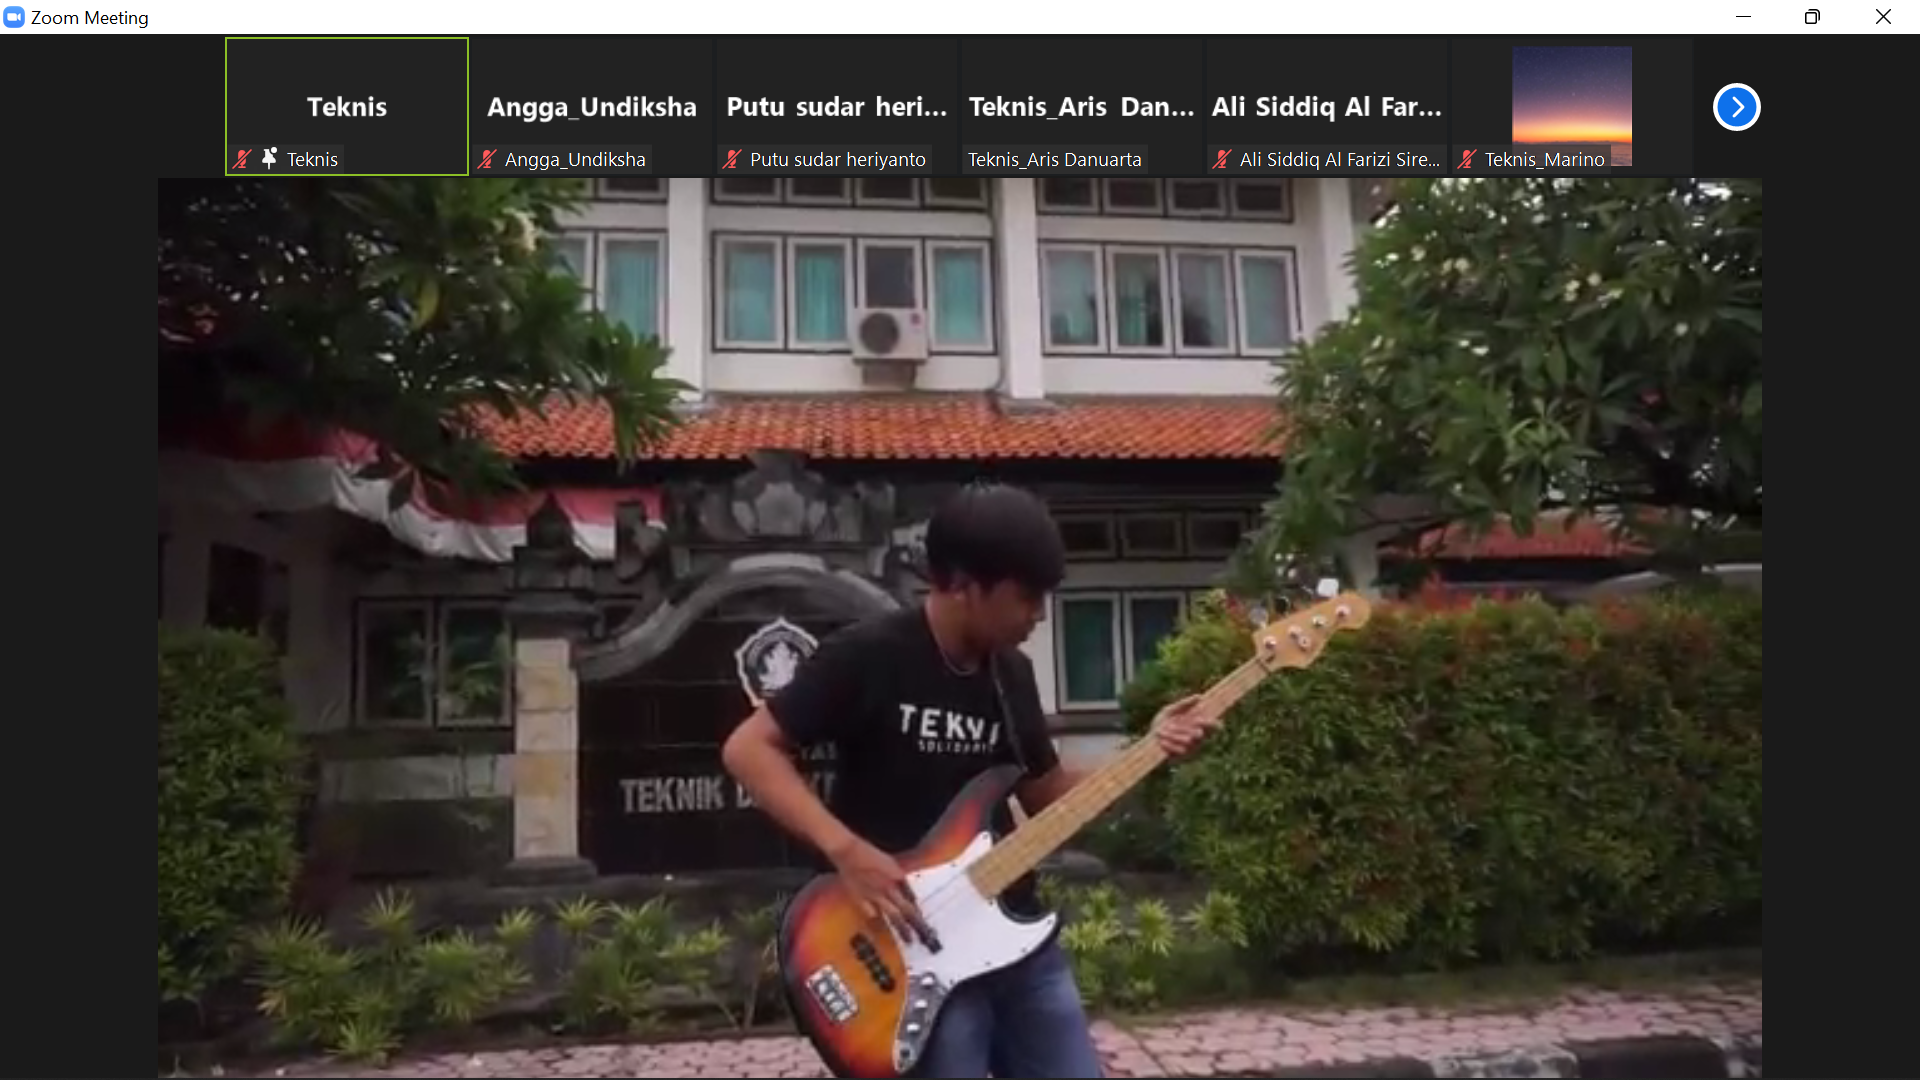 Zoom Meeting
Teknis
Angga_Undiksha
Putu sudar heri...
Teknis_Aris Dan...
Ali Siddiq Al Far...
Teknis
Angga_Undiksha
Putu sudar heriyanto
Teknis_Aris Danuarta
Ali Siddiq Al Farizi Sire...
Teknis_Marino
TEKNIK